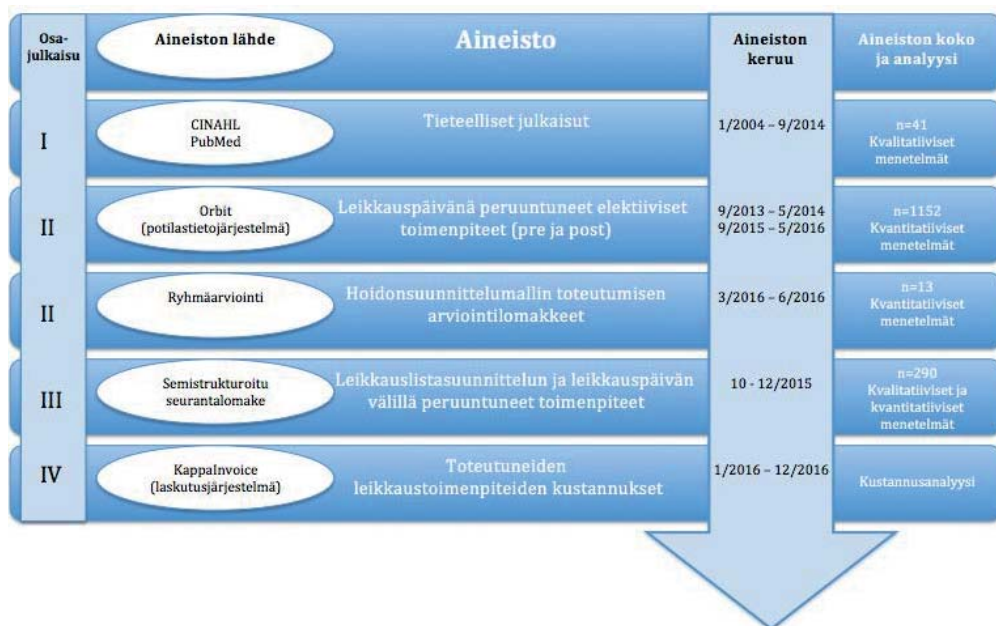 Osa-
julkaisu
Aineiston lähde
Aineisto
Aineiston
keruu
Aineiston koko
ja analyysi
I
CINAHL
PubMed
Tieteelliset julkaisut
1/2004 – 9/2014
n=41
Kvalitatiiviset
menetelmät
II
Orbit
(potilastietojärjestelmä)
Leikkauspäivänä peruuntuneet elektiiviset
toimenpiteet (pre ja post)
9/2013 – 5/2014
9/2015 – 5/2016
n=1152
Kvantitatiiviset
menetelmät
II
Ryhmäarviointi
Hoidonsuunnittelumallin toteutumisen
arviointilomakkeet
3/2016 – 6/2016
n=13
Kvantitatiiviset
menetelmät
III
Semistrukturoitu
seurantalomake
Leikkauslistasuunnittelun ja leikkauspäivän
välillä peruuntuneet toimenpiteet
10 - 12/2015
n=290
Kvalitatiiviset ja
kvantitatiiviset
menetelmät
IV
KappaInvoice
(laskutusjärjestelmä)
Toteutuneiden
leikkaustoimenpiteiden kustannukset
1/2016 – 12/2016
Kustannusanalyysi